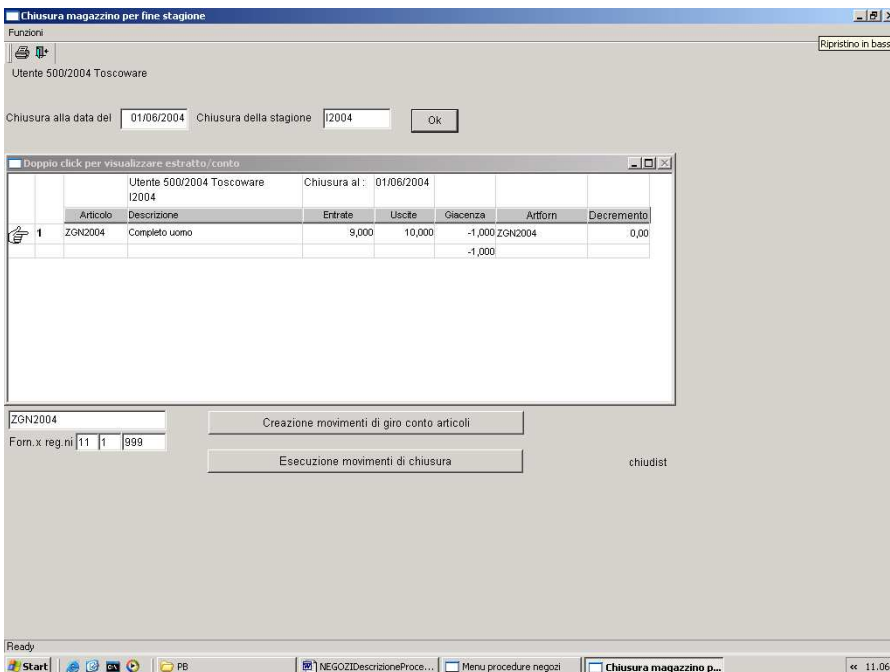 Chiusura magazzino per fine stagione
Funzioni
Ripristino in bass
Utente 500/2004 Toscoware
Chiusura alla data del 01/06/2004 Chiusura della stagione I2004 Ok
Doppio click per visualizzare estratto/conto
Utente 500/2004 Toscoware Chiusura al : 01/06/2004
I2004
Articolo Descrizione Entrate Uscite Giacenza Artforn Decremento
1 ZGN2004 Completo uomo 9,000 10,000 -1,000 ZGN2004 0,00
-1,000
ZGN2004 Creazione movimenti di giro conto articoli
Forn.x reg.ni 11 1 999
Esecuzione movimenti di chiusura chiudist
Ready
Start PB NEGOZIDescrizioneProce... Menu procedure negozi Chiusura magazzino p... « 11.06